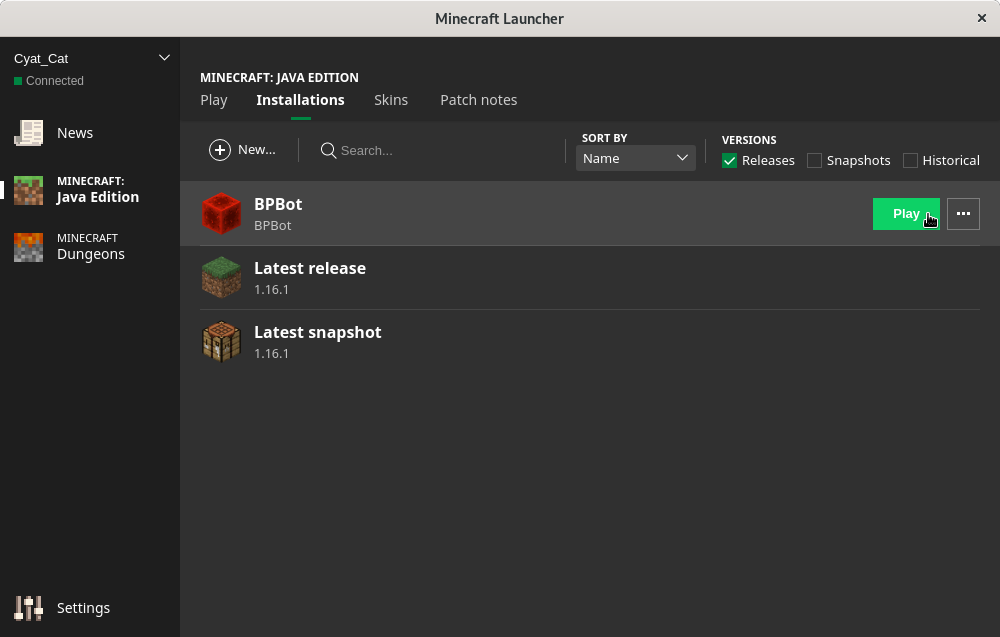 Minecraft Launcher
Cyat_Cat
Connected
News
MINECRAFT:
Java Edition
MINECRAFT
Dungeons
Settings
MINECRAFT: JAVA EDITION
Play Installations Skins Patch notes
New...
Search...
SORT BY
Name
VERSIONS
Releases Snapshots Historical
BPBot
BPBot
Play
Latest release
1.16.1
Latest snapshot
1.16.1